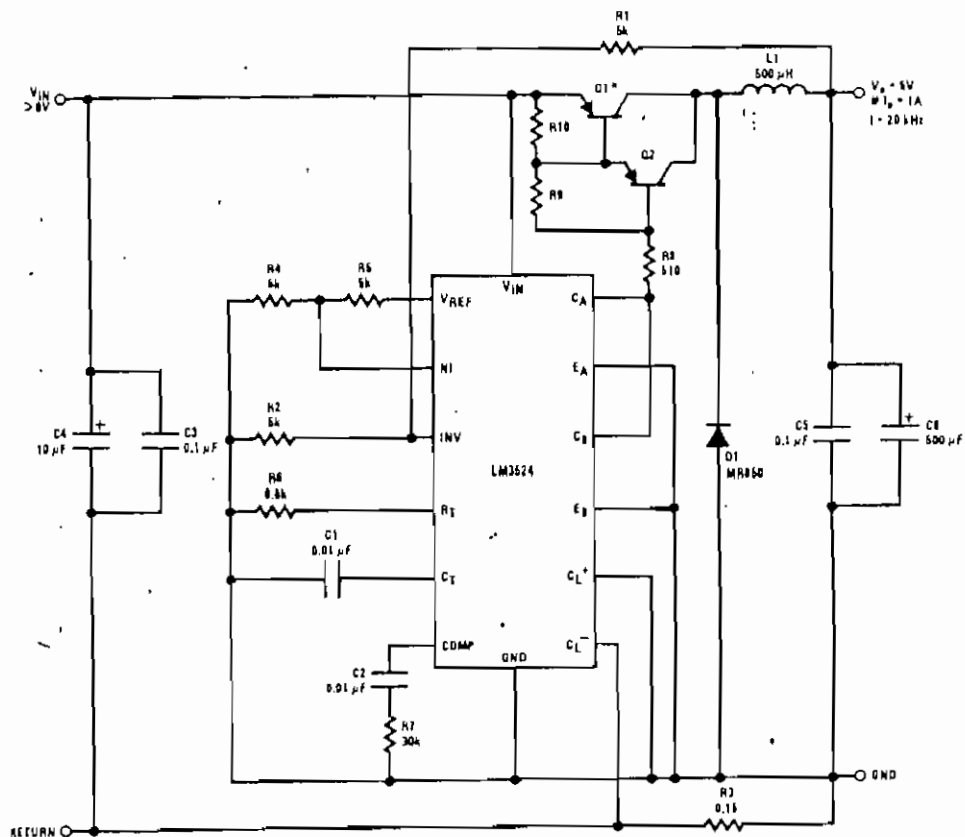 R1
5k
L1
500 µH
VIN
>8V
Q1*
VO = 5V
@ IO = 1A
f = 20 kHz
R10
Q2
R9
R8
510
R4
5k
R5
5k
VIN
VREF
CA
NI
EA
R2
5k
INV
CB
C4
10 µF
+
C3
0.1 µF
LM3524
D1
C5
0.1 µF
C6
500 µF
+
R6
RT
EB
C1
0.01 µF
CT
CL+
COMP
CL−
GND
C2
0.01 µF
R7
30k
GND
R3
RETURN